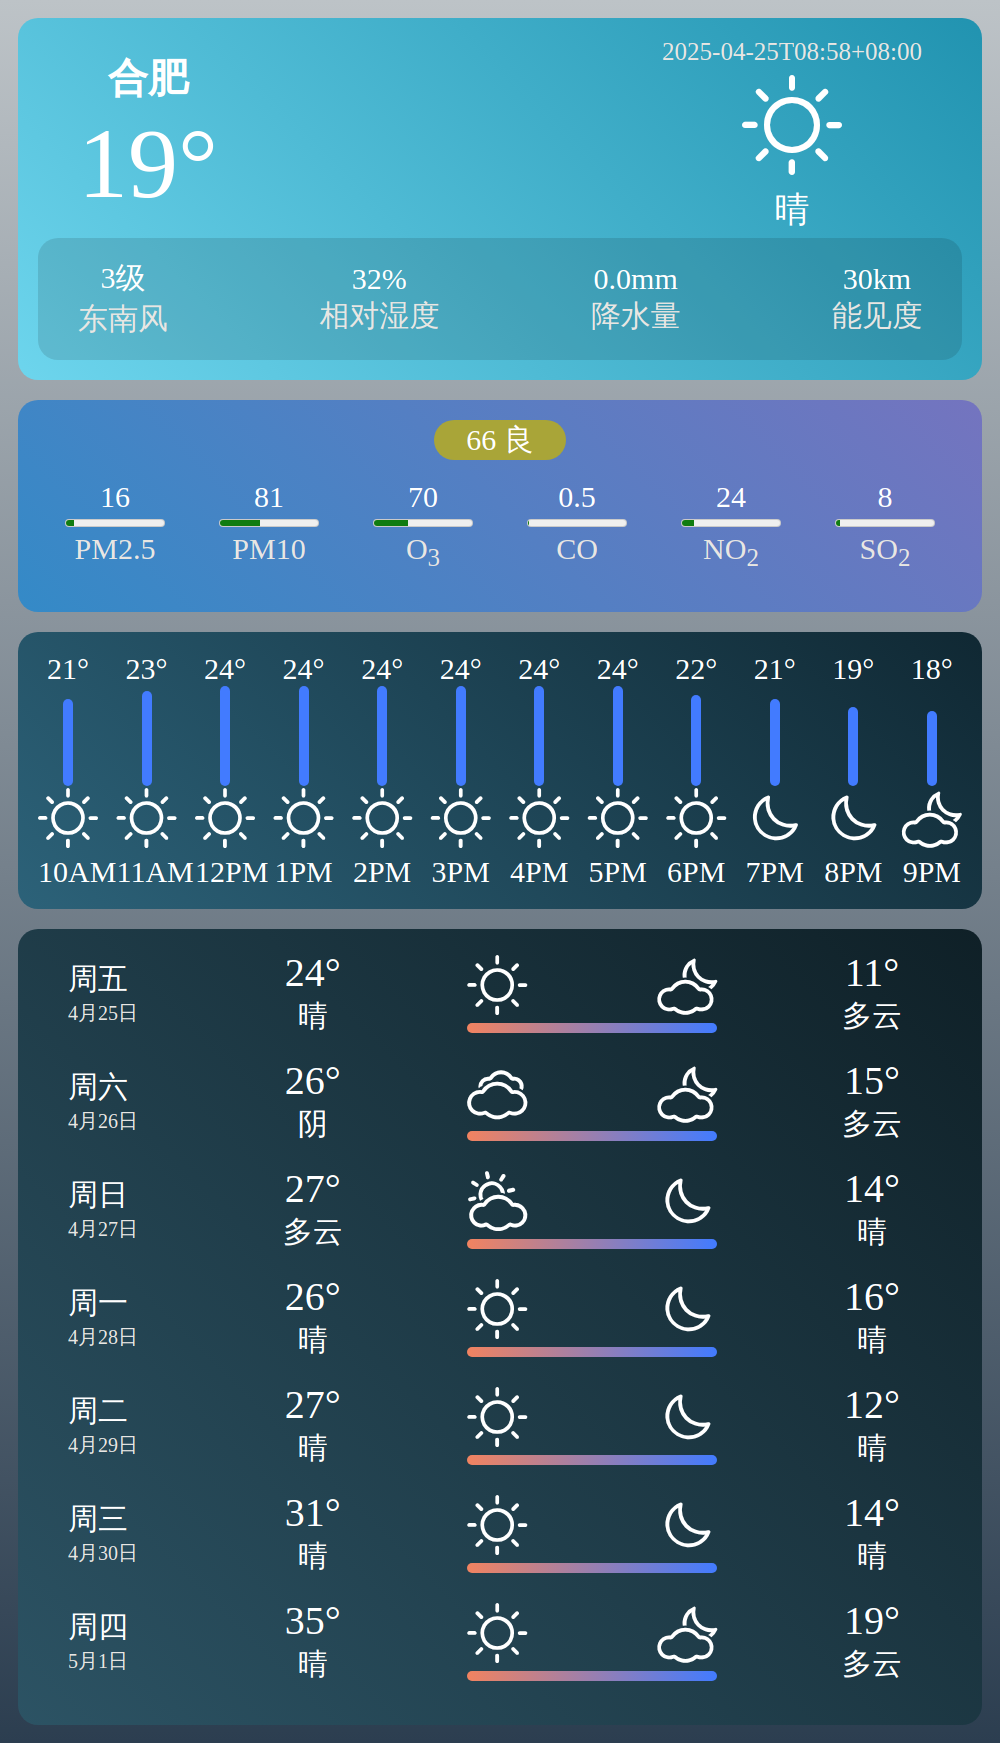 合肥
19°
2025-04-25T08:58+08:00
晴
3级 32% 0.0mm 30km
东南风 相对湿度 降水量 能见度
66 良
16 81 70 0.5 24 8
PM2.5 PM10 O3 CO NO2 SO2
21° 23° 24° 24° 24° 24° 24° 24° 22° 21° 19° 18°
10AM 11AM 12PM 1PM 2PM 3PM 4PM 5PM 6PM 7PM 8PM 9PM
周五 24° 11°
4月25日 晴 多云
周六 26° 15°
4月26日 阴 多云
周日 27° 14°
4月27日 多云 晴
周一 26° 16°
4月28日 晴 晴
周二 27° 12°
4月29日 晴 晴
周三 31° 14°
4月30日 晴 晴
周四 35° 19°
5月1日 晴 多云